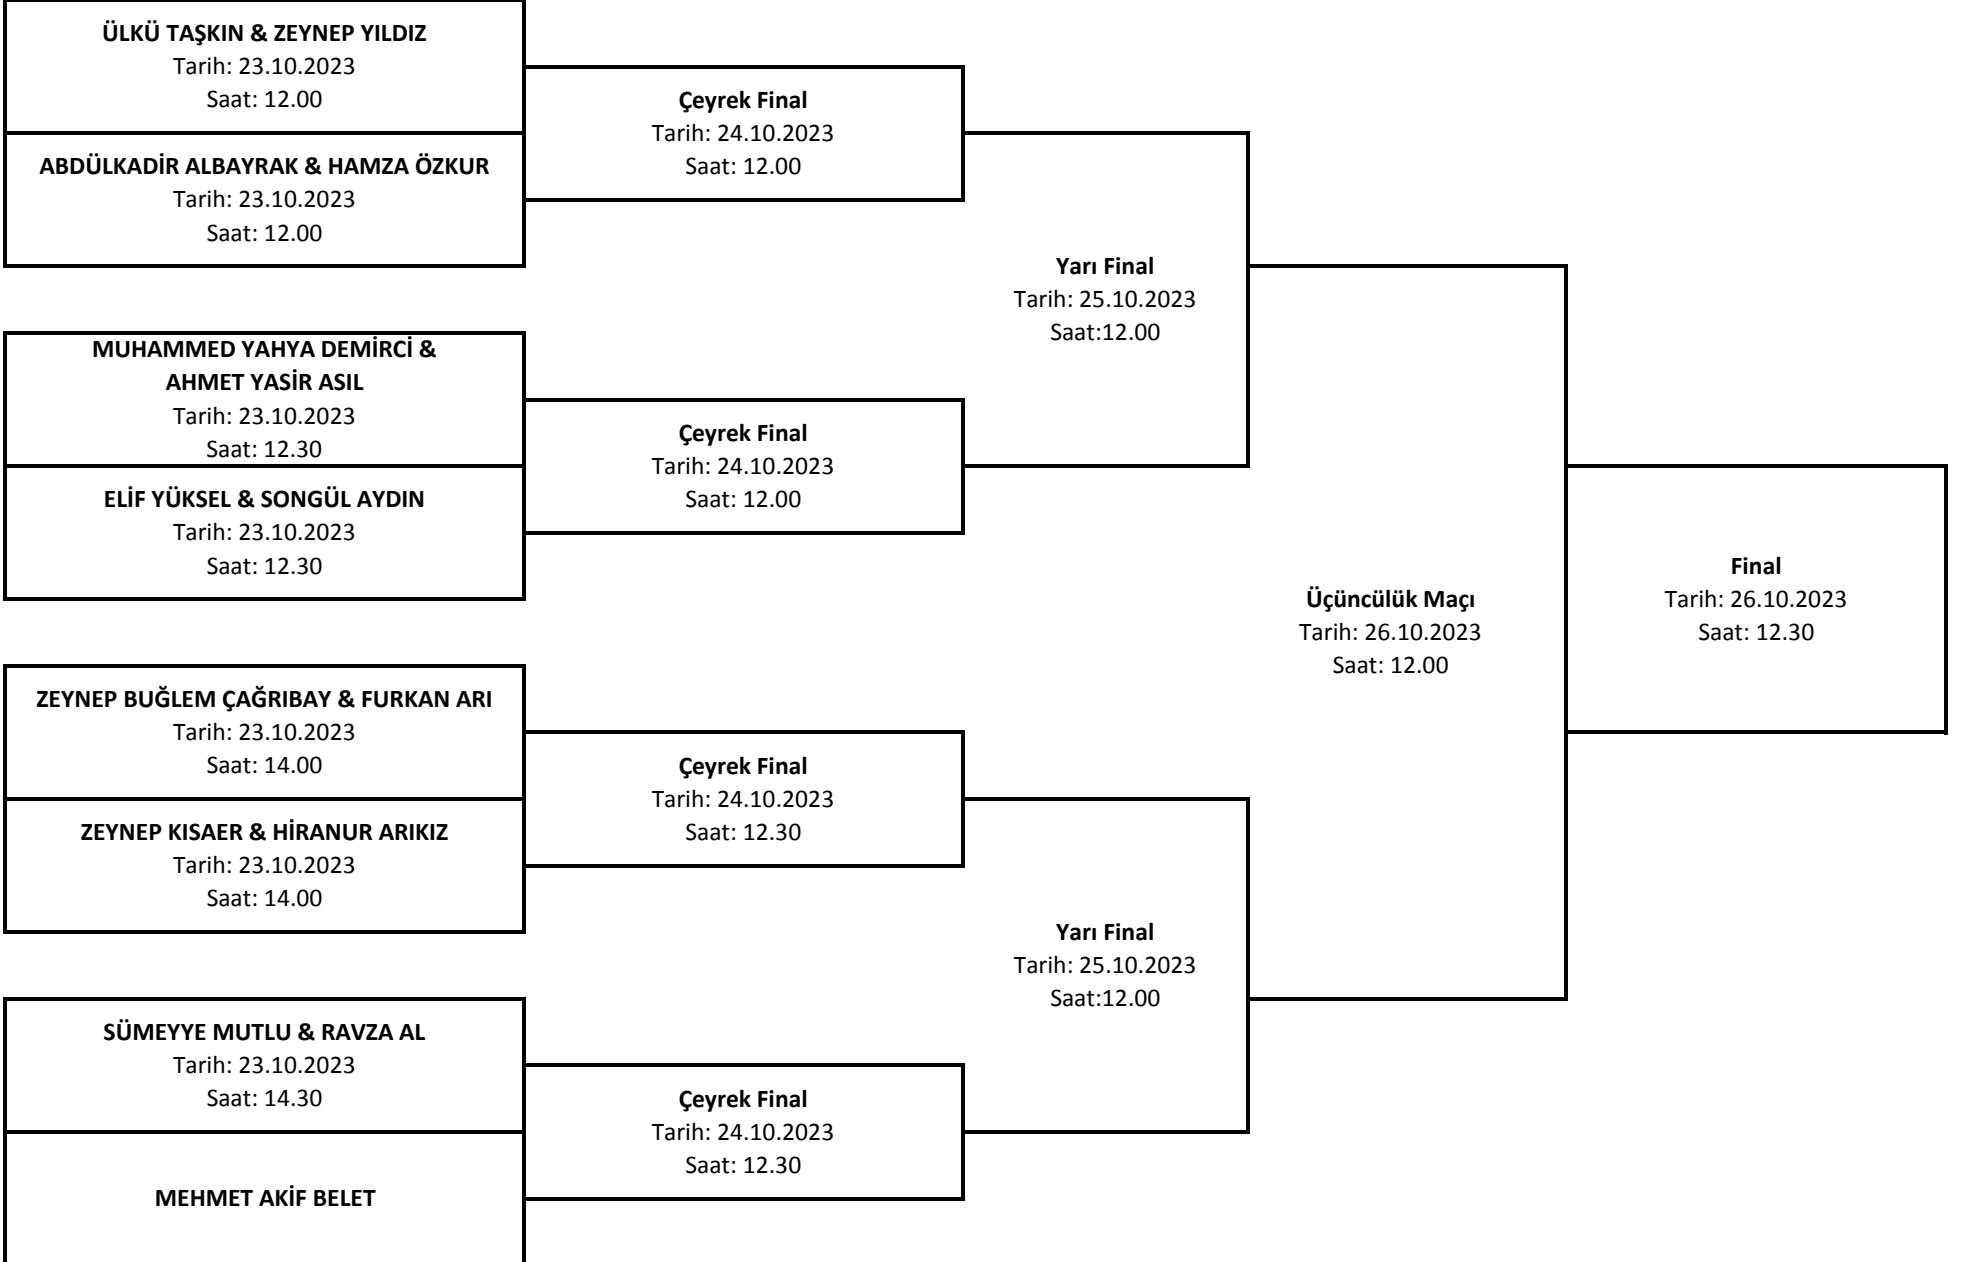 ÜLKÜ TAŞKIN & ZEYNEP YILDIZ
Tarih: 23.10.2023
Saat: 12.00
ABDÜLKADİR ALBAYRAK & HAMZA ÖZKUR
Tarih: 23.10.2023
Saat: 12.00
MUHAMMED YAHYA DEMİRCİ &
AHMET YASİR ASIL
Tarih: 23.10.2023
Saat: 12.30
ELİF YÜKSEL & SONGÜL AYDIN
Tarih: 23.10.2023
Saat: 12.30
ZEYNEP BUĞLEM ÇAĞRIBAY & FURKAN ARI
Tarih: 23.10.2023
Saat: 14.00
ZEYNEP KISAER & HİRANUR ARIKIZ
Tarih: 23.10.2023
Saat: 14.00
SÜMEYYE MUTLU & RAVZA AL
Tarih: 23.10.2023
Saat: 14.30
MEHMET AKİF BELET
Çeyrek Final
Tarih: 24.10.2023
Saat: 12.00
Çeyrek Final
Tarih: 24.10.2023
Saat: 12.00
Çeyrek Final
Tarih: 24.10.2023
Saat: 12.30
Çeyrek Final
Tarih: 24.10.2023
Saat: 12.30
Yarı Final
Tarih: 25.10.2023
Saat:12.00
Yarı Final
Tarih: 25.10.2023
Saat:12.00
Üçüncülük Maçı
Tarih: 26.10.2023
Saat: 12.00
Final
Tarih: 26.10.2023
Saat: 12.30